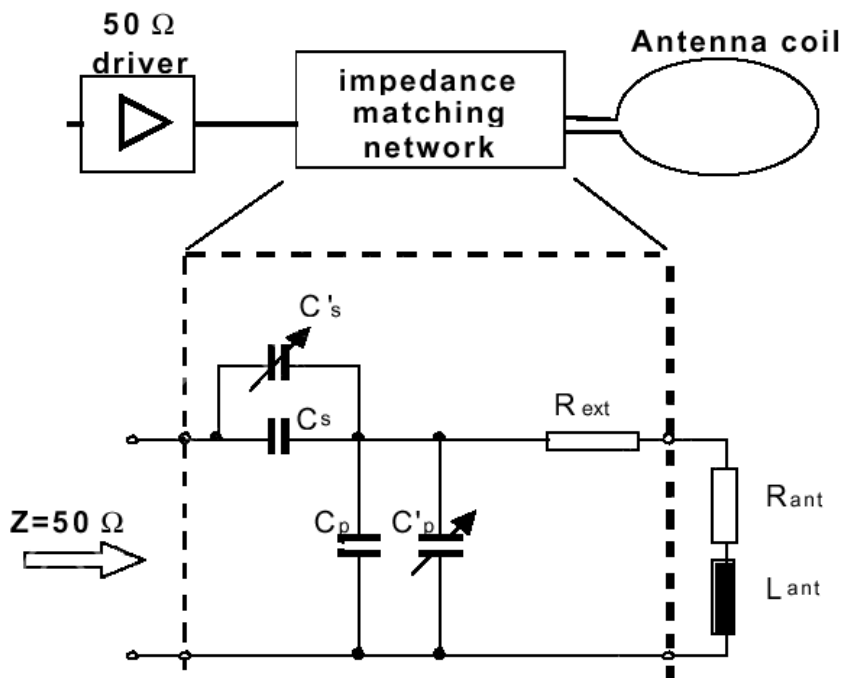 50 Ω
driver
impedance
matching
network
Antenna coil
C's
Cs
Rext
Cp
C'p
Rant
Lant
Z=50 Ω